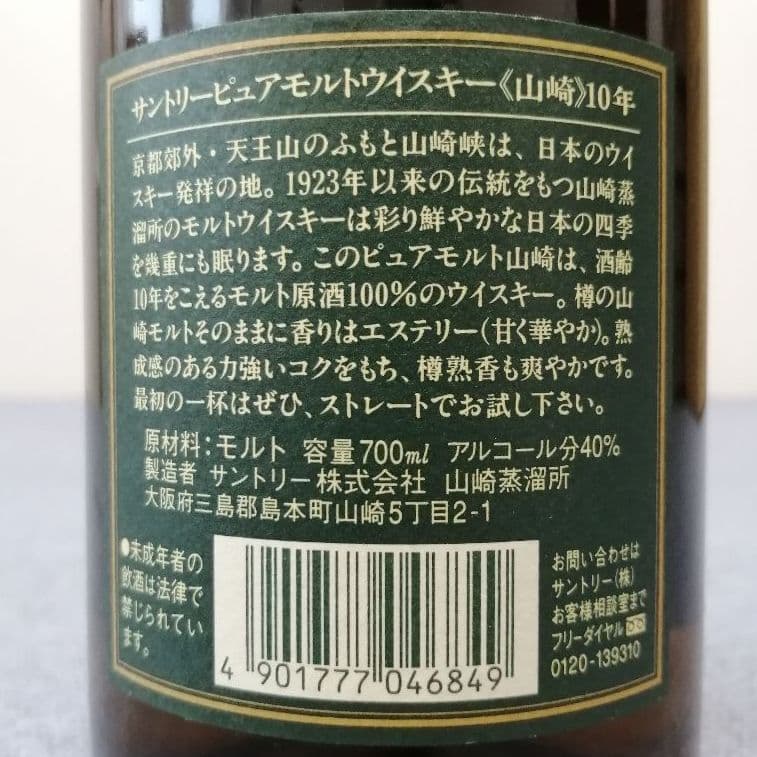 サントリーピュアモルトウイスキー《山崎》10年
京都郊外・天王山のふもと山崎峡は、日本のウイ
スキー発祥の地。1923年以来の伝統をもつ山崎蒸
溜所のモルトウイスキーは彩り鮮やかな日本の四季
を幾重にも眠ります。このピュアモルト山崎は、酒齢
10年をこえるモルト原酒100%のウイスキー。樽の山
崎モルトそのままに香りはエステリー(甘く華やか)。熟
成感のある力強いコクをもち、樽熟香も爽やかです。
最初の一杯はぜひ、ストレートでお試し下さい。
原材料:モルト 容量700ml アルコール分40%
製造者 サントリー株式会社 山崎蒸溜所
大阪府三島郡島本町山崎5丁目2-1
●未成年者の
飲酒は法律で
禁じられてい
ます。
4 901777 046849
お問い合わせは
サントリー(株)
お客様相談室まで
フリーダイヤル
0120-139310